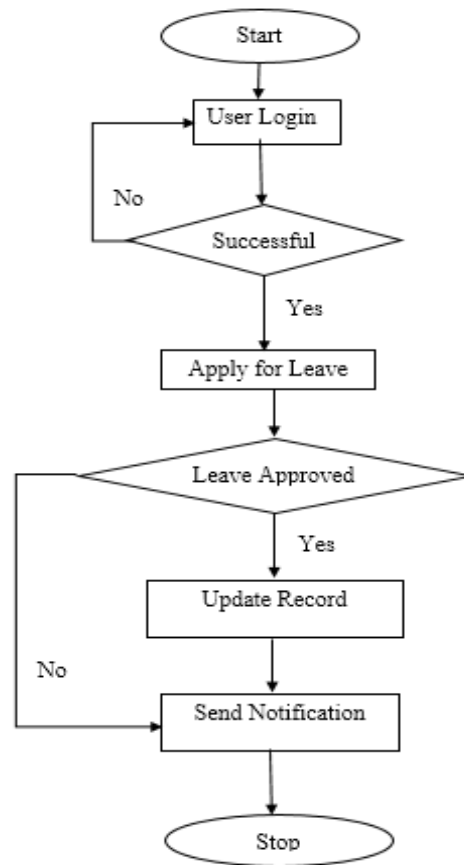 Start
User Login
No
Successful
Yes
Apply for Leave
Leave Approved
Yes
Update Record
No
Send Notification
Stop